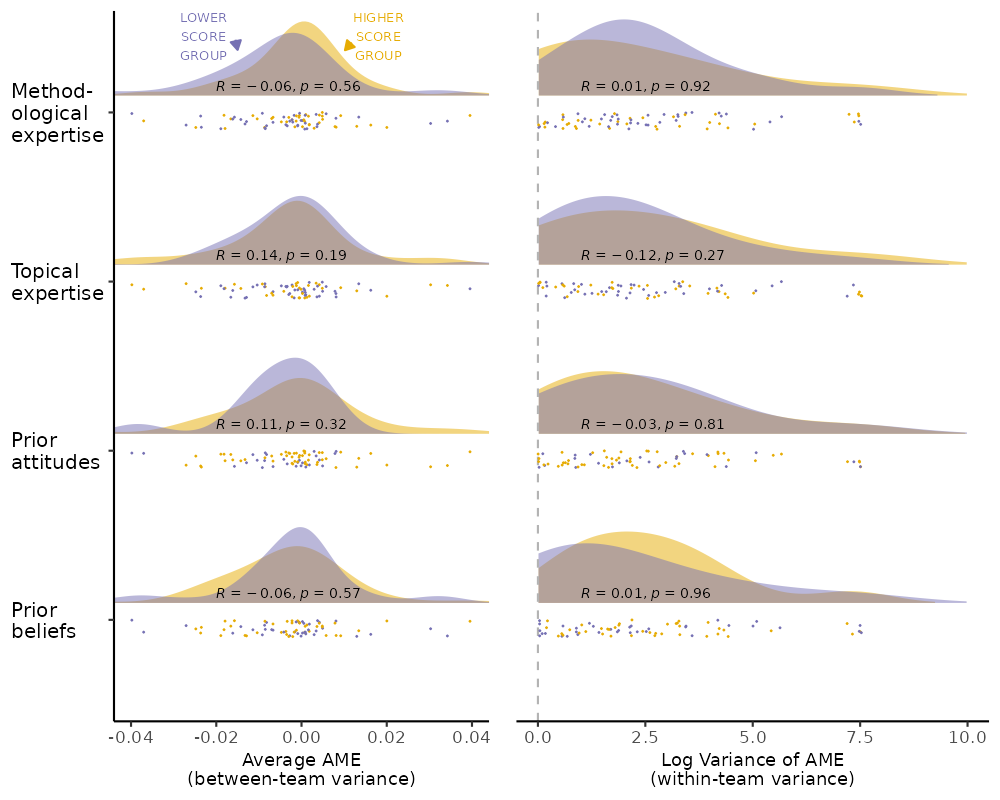 LOWER
SCORE
GROUP
HIGHER
SCORE
GROUP
Method-
ological
expertise
R = −0.06, p = 0.56
R = 0.01, p = 0.92
Topical
expertise
R = 0.14, p = 0.19
R = −0.12, p = 0.27
Prior
attitudes
R = 0.11, p = 0.32
R = −0.03, p = 0.81
Prior
beliefs
R = −0.06, p = 0.57
R = 0.01, p = 0.96
-0.04 -0.02 0.00 0.02 0.04
Average AME
(between-team variance)
0.0 2.5 5.0 7.5 10.0
Log Variance of AME
(within-team variance)